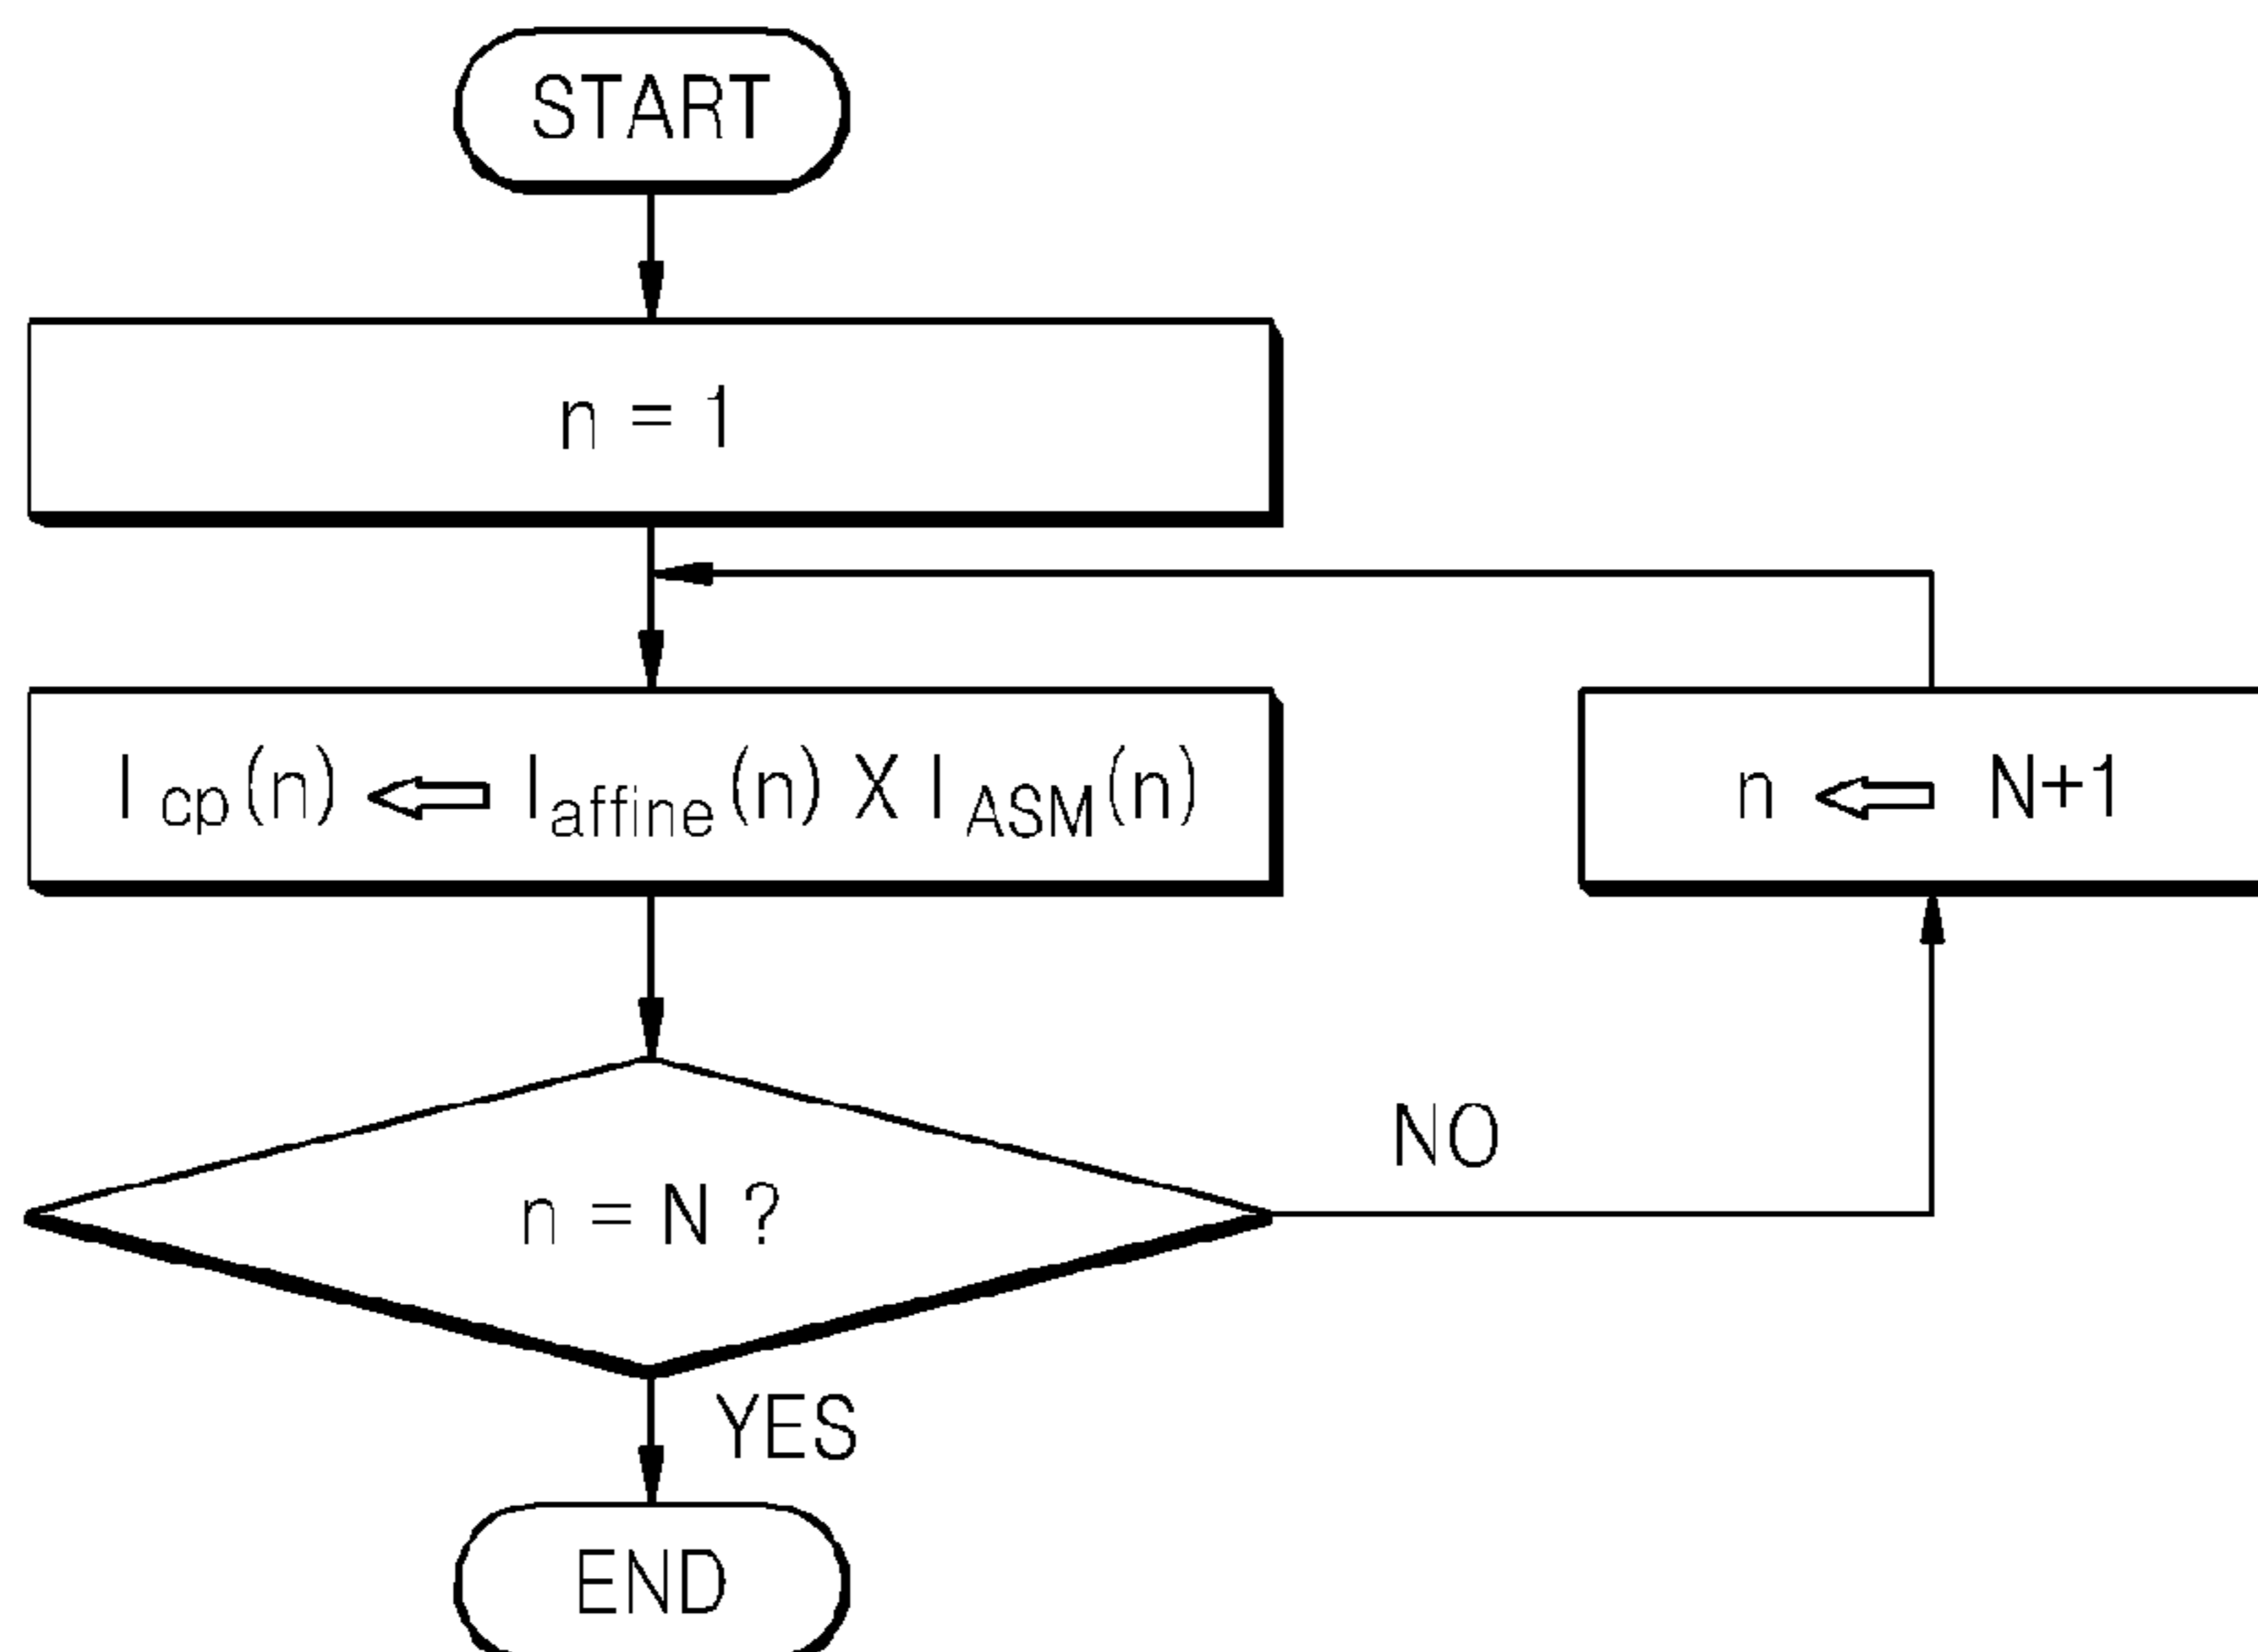 START
n = 1
I cp(n) ⇐ I affine(n) X I ASM(n)
n ⇐ N+1
n = N ?
NO
YES
END